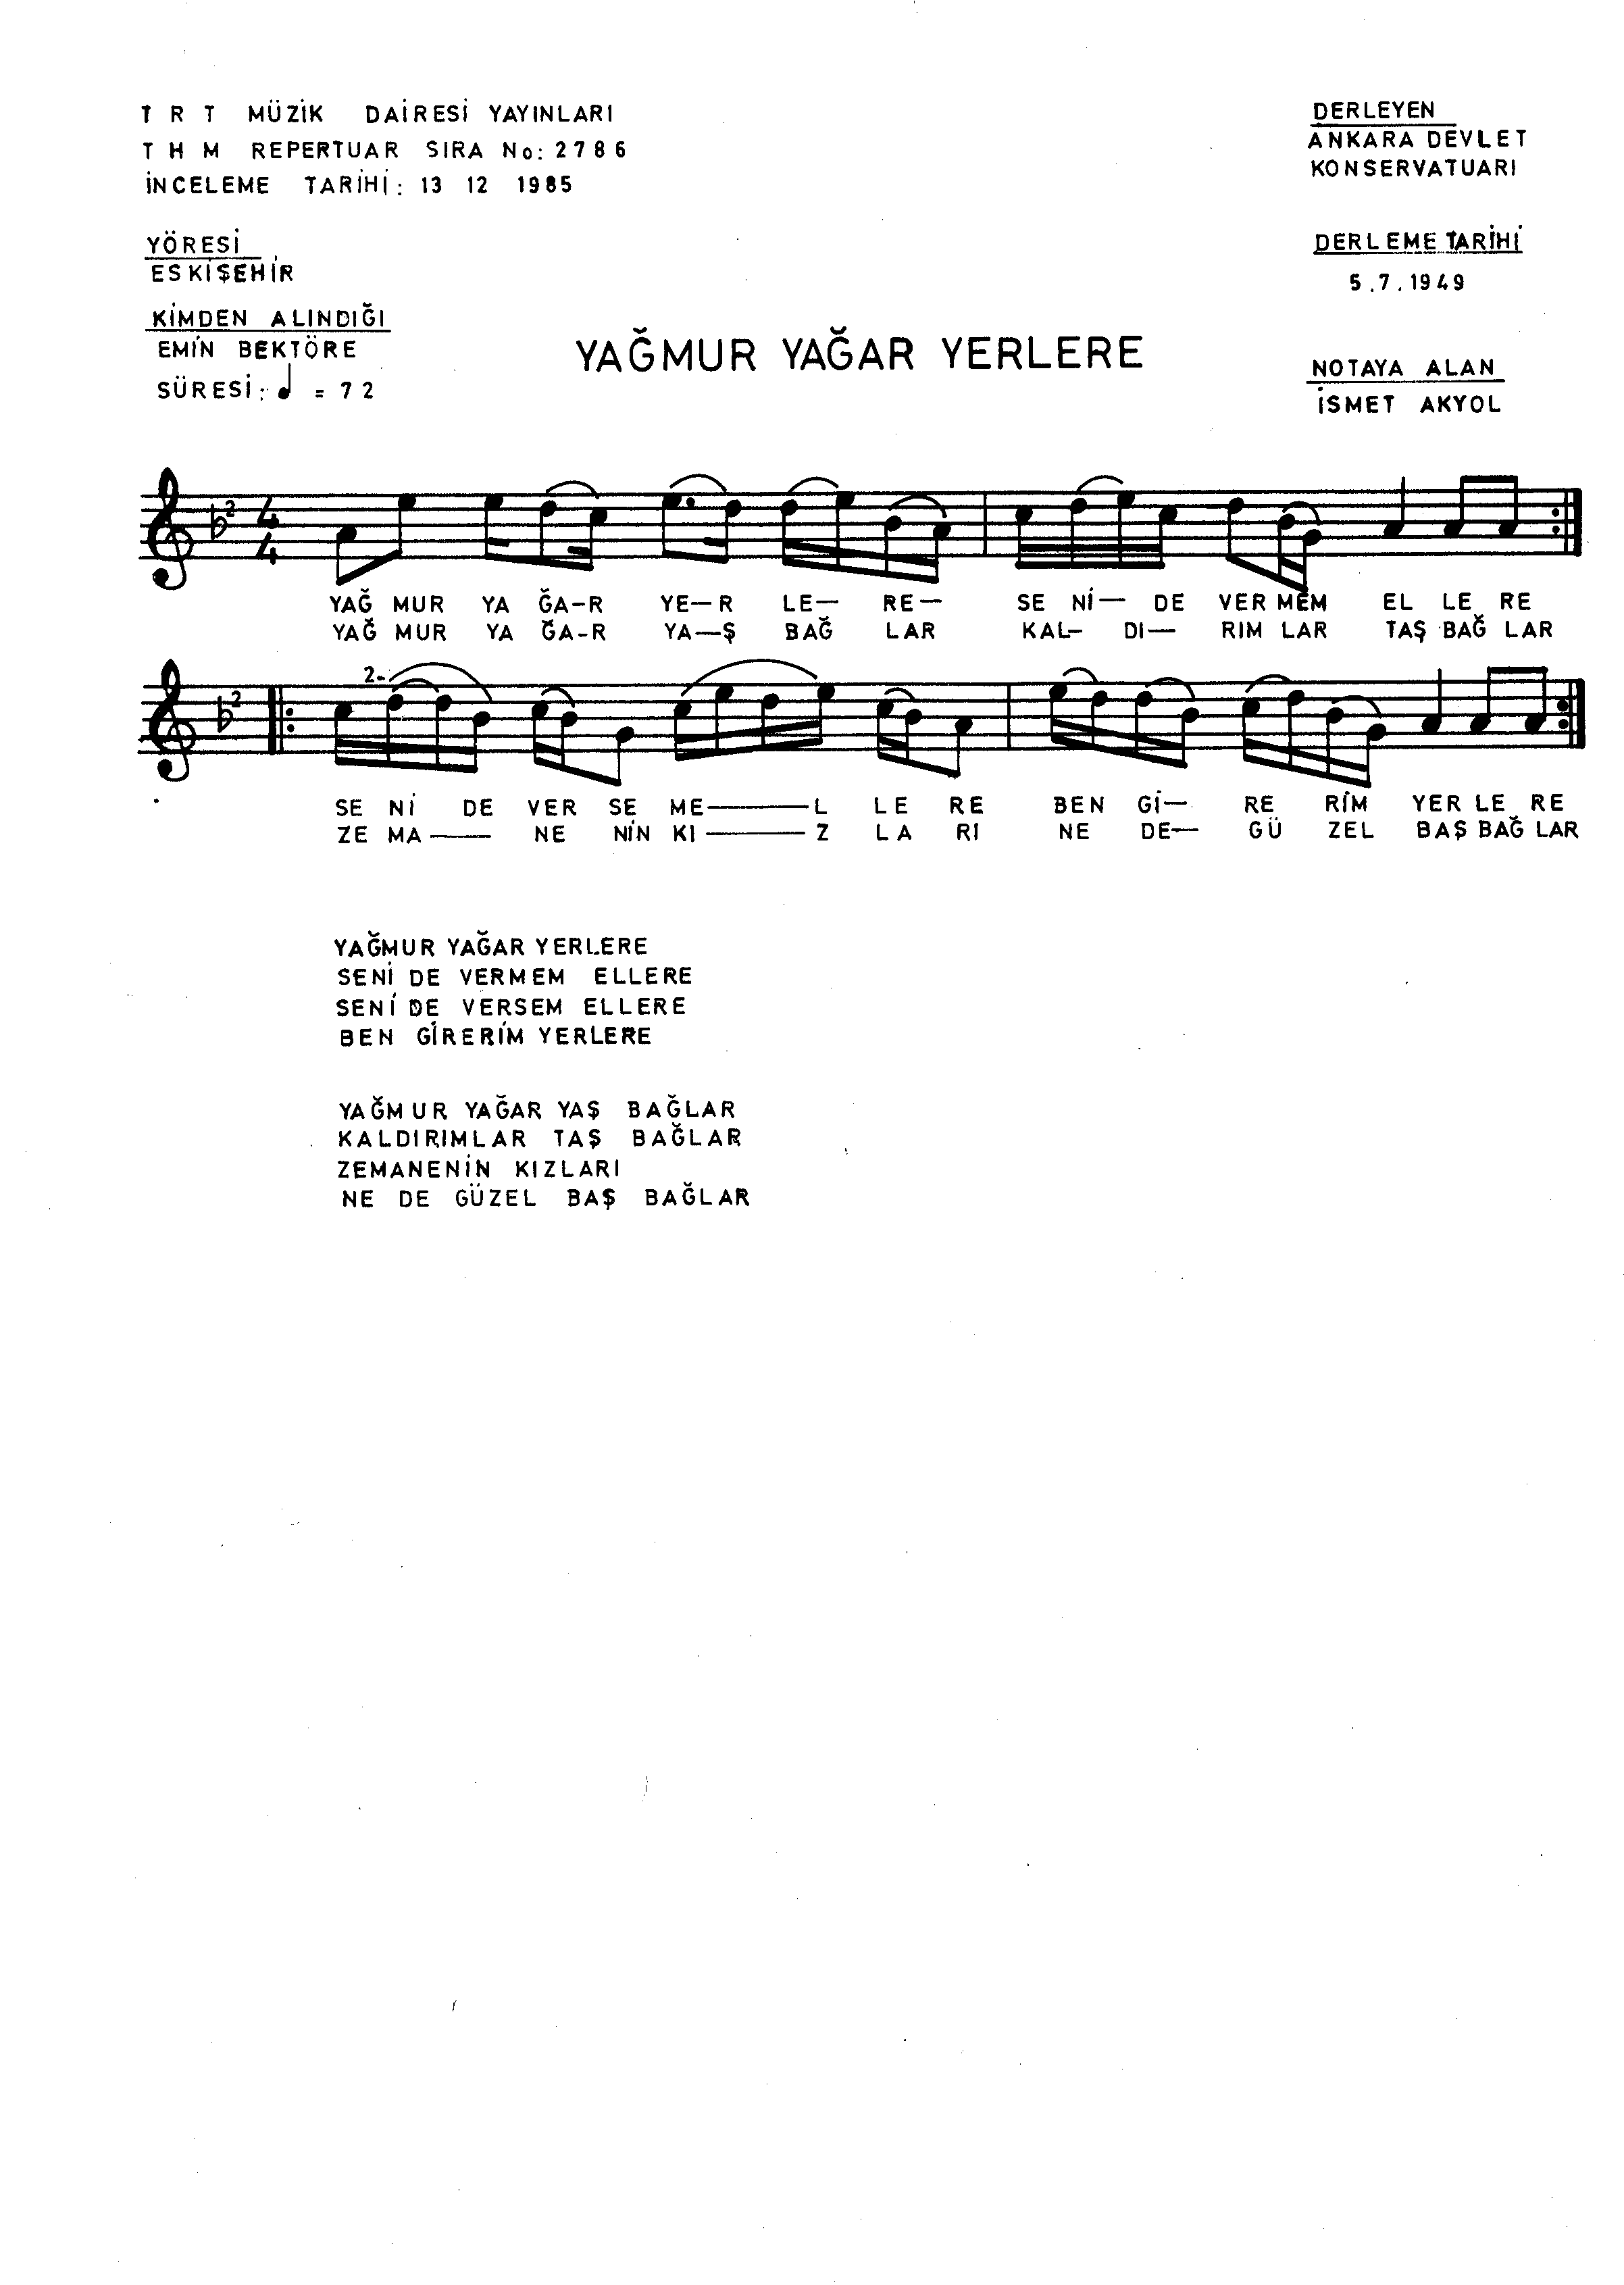 T R T MÜZİK DAİRESİ YAYINLARI
T H M REPERTUAR SIRA No: 2786
İNCELEME TARİHİ: 13 12 1985
DERLEYEN
ANKARA DEVLET
KONSERVATUARI
YÖRESİ
ESKİŞEHİR
DERLEME TARİHİ
5.7.1949
KİMDEN ALINDIĞI
EMİN BEKTÖRE
SÜRESİ: ♩ = 72
YAĞMUR YAĞAR YERLERE
NOTAYA ALAN
İSMET AKYOL
YAĞ MUR YA ĞA-R YE-R LE- RE- SE Nİ- DE VER MEM EL LE RE
YAĞ MUR YA ĞA-R YA-Ş BAĞ LAR KAL- DI- RIM LAR TAŞ BAĞ LAR
2-
SE Nİ DE VER SE ME-L LE RE BEN Gİ- RE RİM YER LE RE
ZE MA- NE NİN KI-Z LA RI NE DE- GÜ ZEL BAŞ BAĞ LAR
YAĞMUR YAĞAR YERLERE
SENİ DE VERMEM ELLERE
SENİ DE VERSEM ELLERE
BEN GİRERİM YERLERE
YAĞMUR YAĞAR YAŞ BAĞLAR
KALDIRIMLAR TAŞ BAĞLAR
ZEMANENİN KIZLARI
NE DE GÜZEL BAŞ BAĞLAR